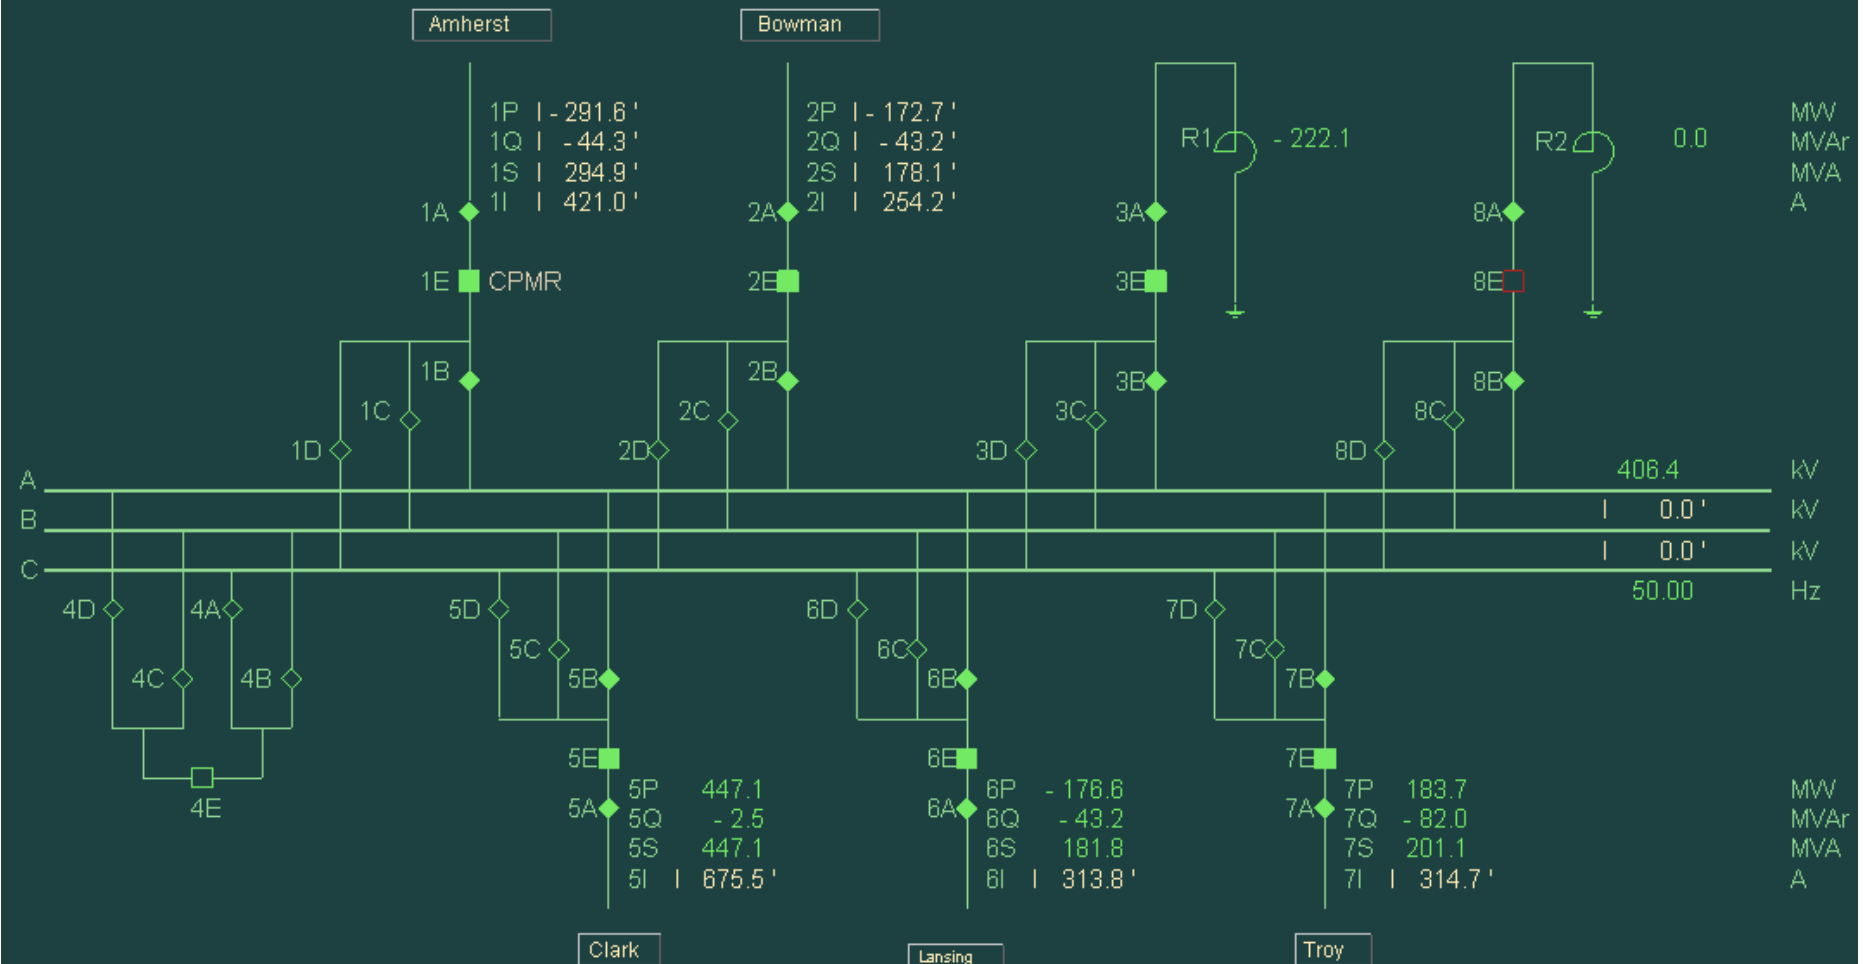 Amherst Bowman
1P I - 291.6 ' 2P I - 172.7 ' MW
1Q I - 44.3 ' 2Q I - 43.2 ' R1 - 222.1 R2 0.0 MVAr
1S I 294.9 ' 2S I 178.1 ' MVA
1A 1I I 421.0 ' 2A 2I I 254.2 ' 3A 8A A
1E CPMR 2E 3E 8E
1B 2B 3B 8B
1C 2C 3C 8C
1D 2D 3D 8D
A 406.4 kV
B I 0.0 ' kV
C I 0.0 ' kV
50.00 Hz
4D 4A 5D 6D 7D
5C 6C 7C
4C 4B 5B 6B 7B
5E 6E 7E
4E
5P 447.1 6P - 176.6 7P 183.7 MW
5A 5Q - 2.5 6A 6Q - 43.2 7A 7Q - 82.0 MVAr
5S 447.1 6S 181.8 7S 201.1 MVA
5I I 675.5 ' 6I I 313.8 ' 7I I 314.7 ' A
Clark Lansing Troy